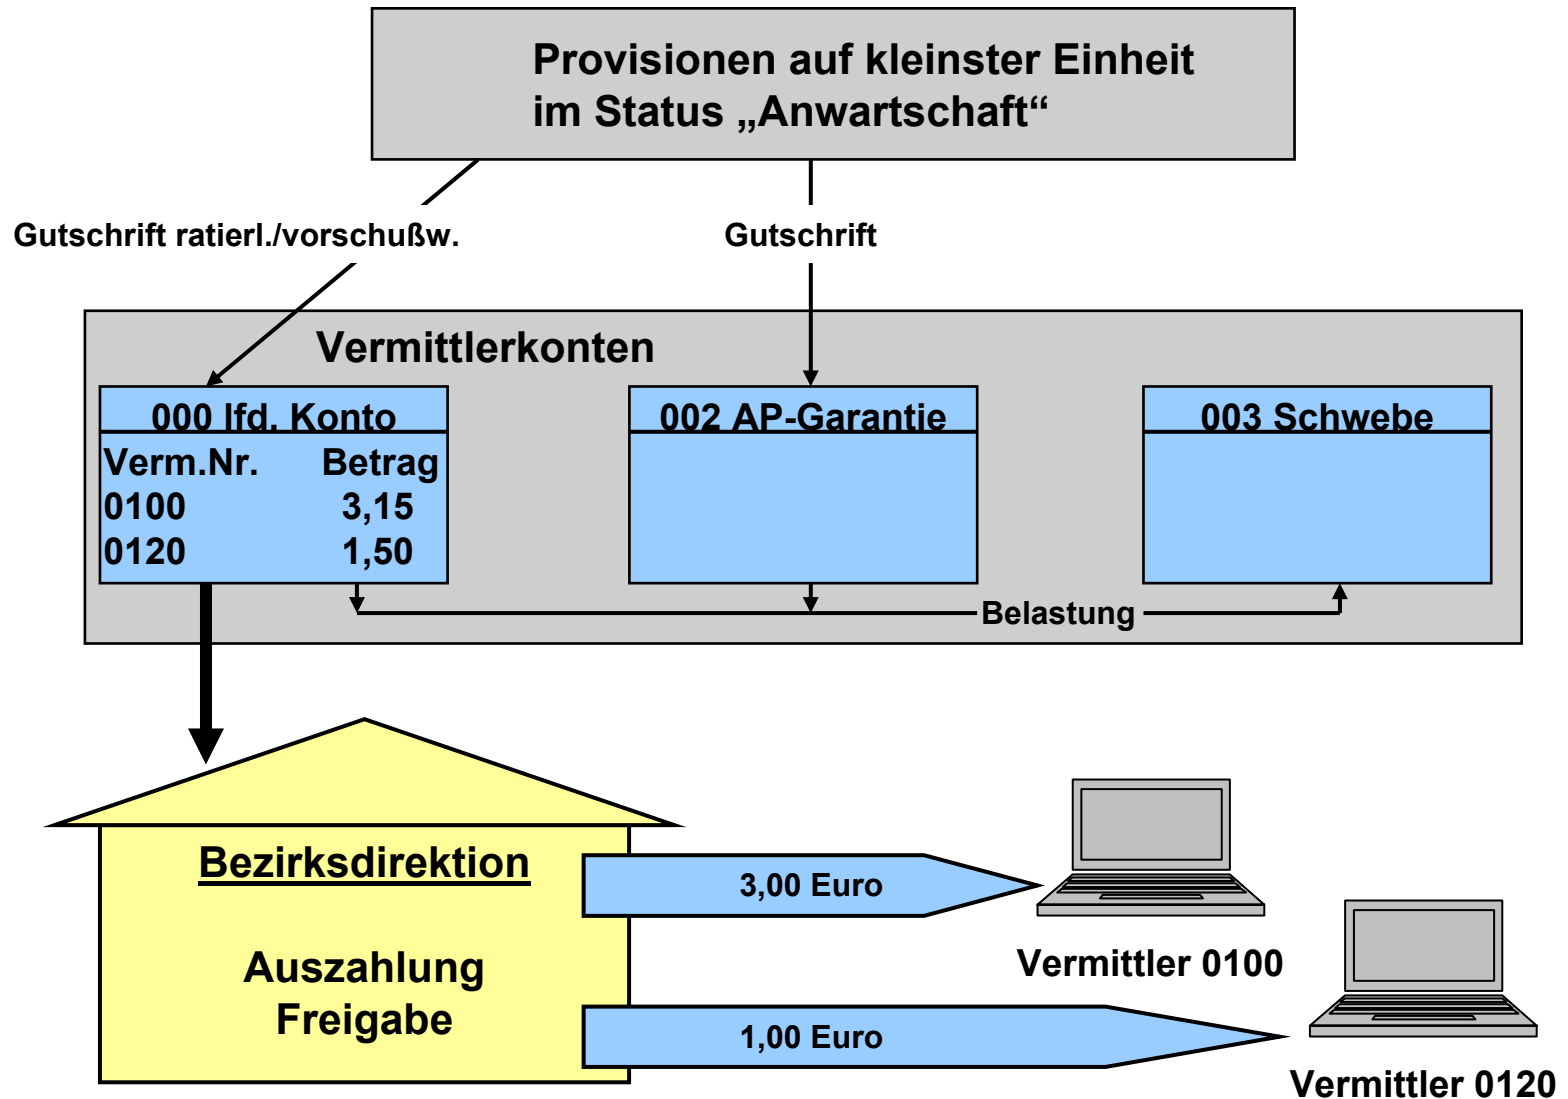 Provisionen auf kleinster Einheit
im Status „Anwartschaft“
Gutschrift ratierl./vorschußw.
Gutschrift
Vermittlerkonten
000 lfd. Konto
Verm.Nr. Betrag
0100 3,15
0120 1,50
002 AP-Garantie
003 Schwebe
Belastung
Bezirksdirektion
Auszahlung
Freigabe
3,00 Euro
Vermittler 0100
1,00 Euro
Vermittler 0120